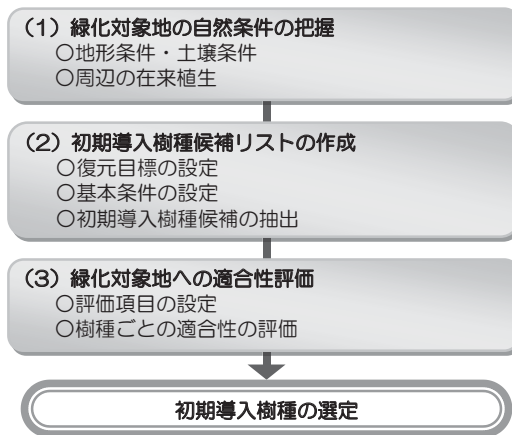 （1）緑化対象地の自然条件の把握
○地形条件・土壌条件
○周辺の在来植生
（2）初期導入樹種候補リストの作成
○復元目標の設定
○基本条件の設定
○初期導入樹種候補の抽出
（3）緑化対象地への適合性評価
○評価項目の設定
○樹種ごとの適合性の評価
初期導入樹種の選定